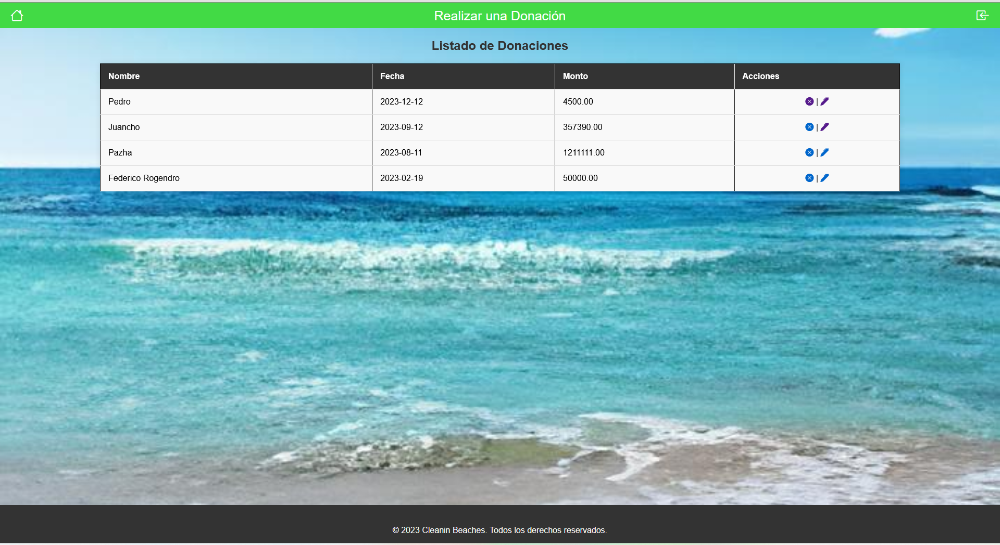 Realizar una Donación
Listado de Donaciones
Nombre Fecha Monto Acciones
Pedro 2023-12-12 4500.00 |
Juancho 2023-09-12 357390.00 |
Pazha 2023-08-11 1211111.00 |
Federico Rogendro 2023-02-19 50000.00 |
© 2023 Cleanin Beaches. Todos los derechos reservados.